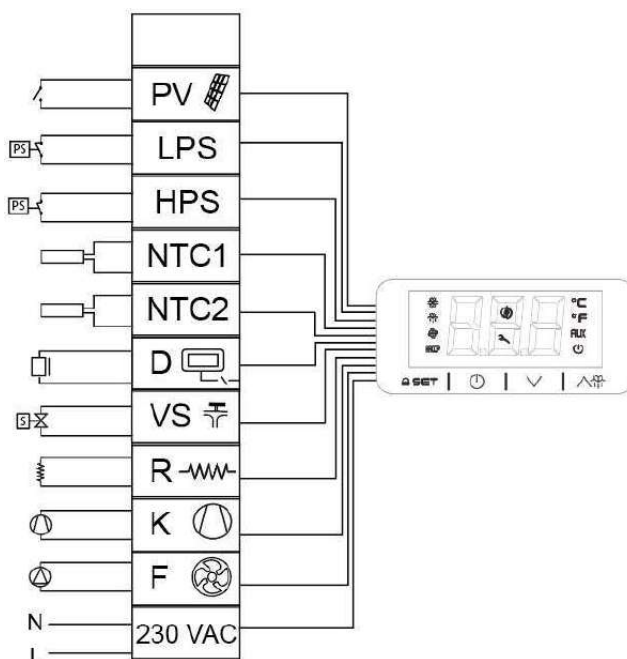 PV
PS LPS
PS HPS
NTC1
NTC2
D
S VS
R
K
F
N 230 VAC
L
°C
°F
AUX
SET